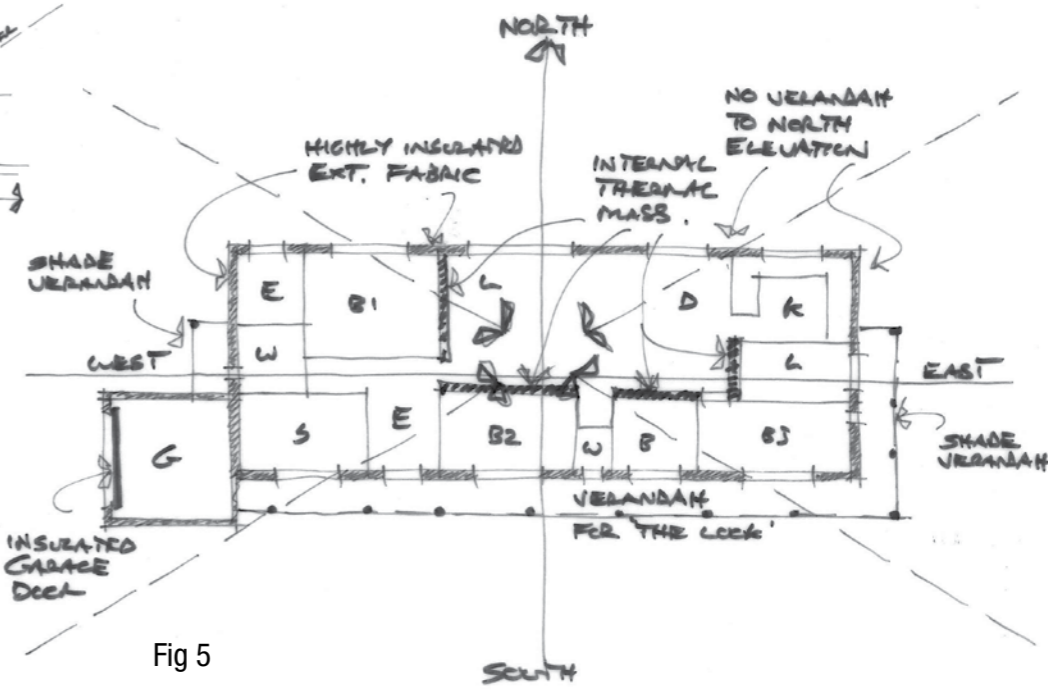 NORTH
NO VERANDAH
TO NORTH
ELEVATION
HIGHLY INSULATED
EXT. FABRIC
INTERNAL
THERMAL
MASS.
SHADE
VERANDAH
E
B1
L
D
K
W
L
WEST
EAST
G
S
E
B2
W
B
B3
SHADE
VERANDAH
VERANDAH
FOR 'THE LOOK'
INSULATED
GARAGE
DOOR
Fig 5
SOUTH